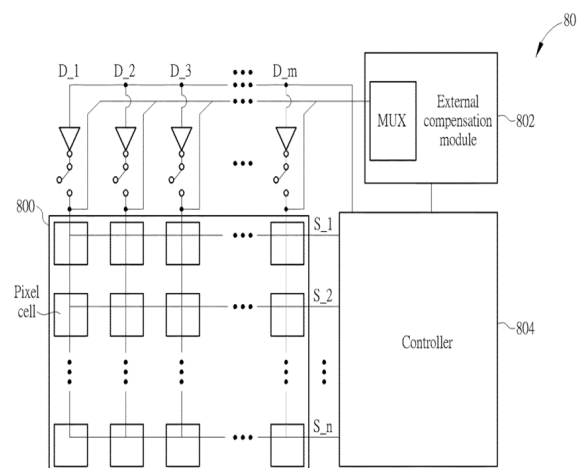 80
D_1
D_2
D_3
D_m
MUX
External
compensation
module
802
800
S_1
Pixel
cell
S_2
Controller
804
S_n